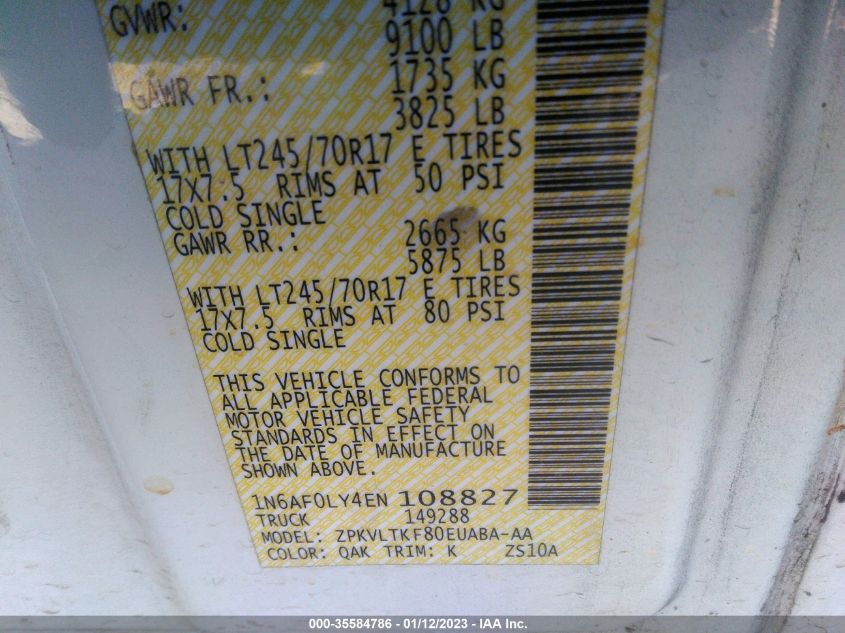 GVWR: 4128 KG
9100 LB
GAWR FR.: 1735 KG
3825 LB
WITH LT245/70R17 E TIRES
17X7.5 RIMS AT 50 PSI
COLD SINGLE
GAWR RR.: 2665 KG
5875 LB
WITH LT245/70R17 E TIRES
17X7.5 RIMS AT 80 PSI
COLD SINGLE
THIS VEHICLE CONFORMS TO
ALL APPLICABLE FEDERAL
MOTOR VEHICLE SAFETY
STANDARDS IN EFFECT ON
THE DATE OF MANUFACTURE
SHOWN ABOVE.
1N6AF0LY4EN108827
TRUCK 149288
MODEL: ZPKVLTKF80EUABA-AA
COLOR: QAK TRIM: K ZS10A
000-35584786 - 01/12/2023 - IAA Inc.